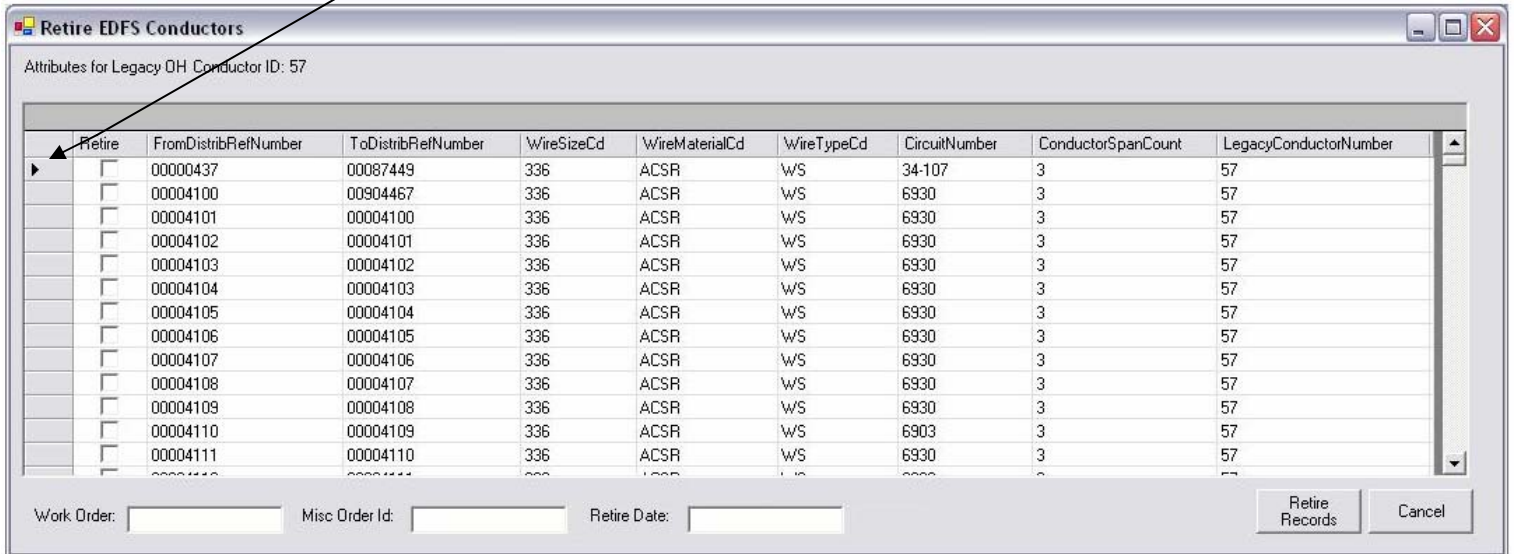 Retire EDFS Conductors
Attributes for Legacy OH Conductor ID: 57
Retire FromDistribRefNumber ToDistribRefNumber WireSizeCd WireMaterialCd WireTypeCd CircuitNumber ConductorSpanCount LegacyConductorNumber
00000437 00087449 336 ACSR WS 34-107 3 57
00004100 00904467 336 ACSR WS 6930 3 57
00004101 00004100 336 ACSR WS 6930 3 57
00004102 00004101 336 ACSR WS 6930 3 57
00004103 00004102 336 ACSR WS 6930 3 57
00004104 00004103 336 ACSR WS 6930 3 57
00004105 00004104 336 ACSR WS 6930 3 57
00004106 00004105 336 ACSR WS 6930 3 57
00004107 00004106 336 ACSR WS 6930 3 57
00004108 00004107 336 ACSR WS 6930 3 57
00004109 00004108 336 ACSR WS 6930 3 57
00004110 00004109 336 ACSR WS 6903 3 57
00004111 00004110 336 ACSR WS 6930 3 57
Work Order: Misc Order Id: Retire Date: Retire Records Cancel